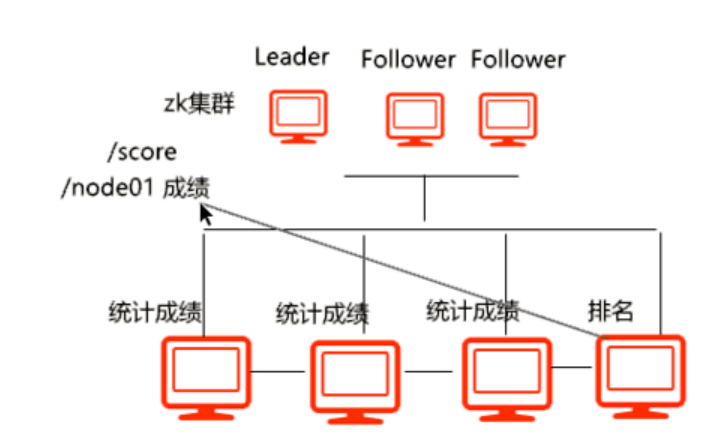 Leader
Follower
Follower
zk集群
/score
/node01 成绩
统计成绩
统计成绩
统计成绩
排名